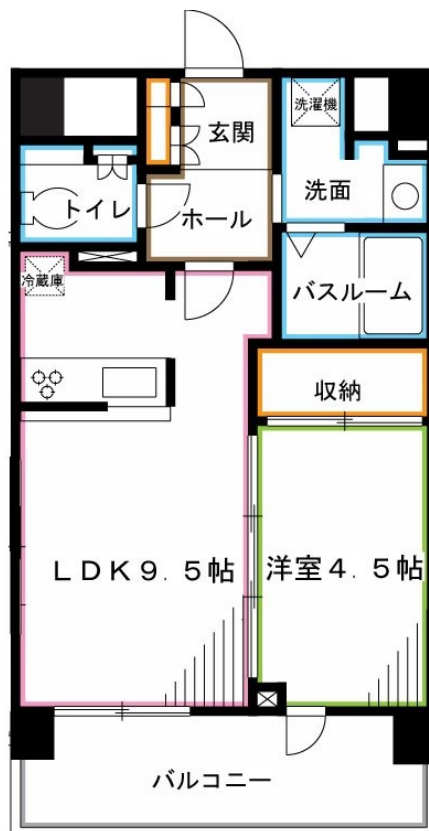 洗濯機
玄関
洗面
トイレ
ホール
冷蔵庫
バスルーム
収納
LDK9.5帖
洋室4.5帖
バルコニー